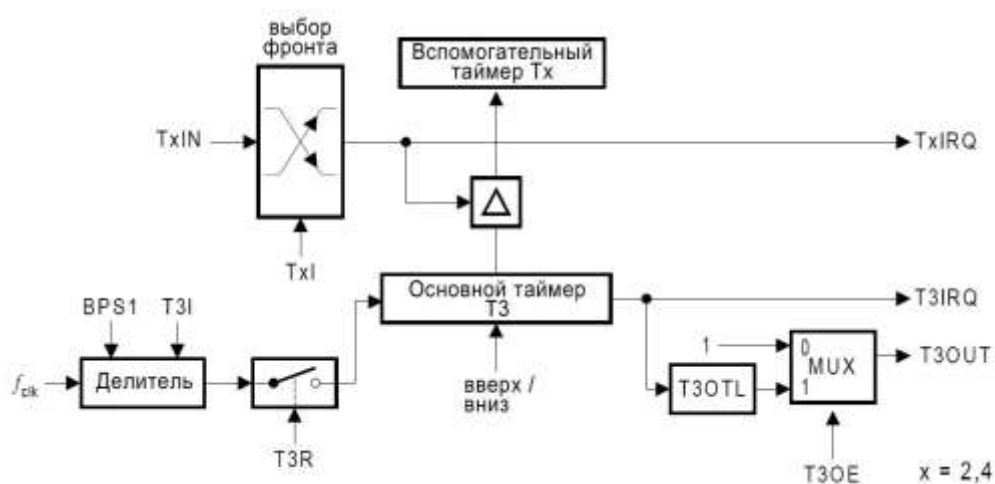 выбор
фронта
Вспомогательный
таймер Tx
TxIN
TxIRQ
TxI
Основной таймер
T3
T3IRQ
BPS1
T3I
1
0
MUX
1
T3OUT
fclk
Делитель
вверх /
вниз
T3OTL
T3R
T3OE
x = 2,4